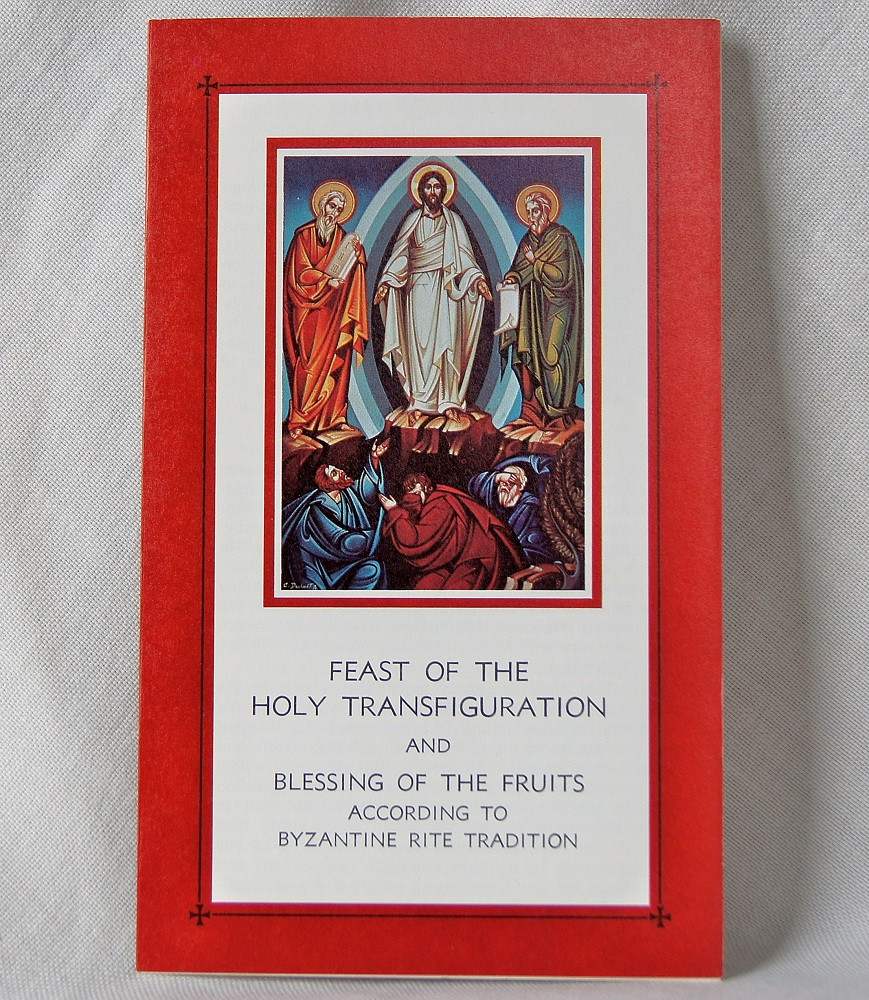 FEAST OF THE
HOLY TRANSFIGURATION
AND
BLESSING OF THE FRUITS
ACCORDING TO
BYZANTINE RITE TRADITION